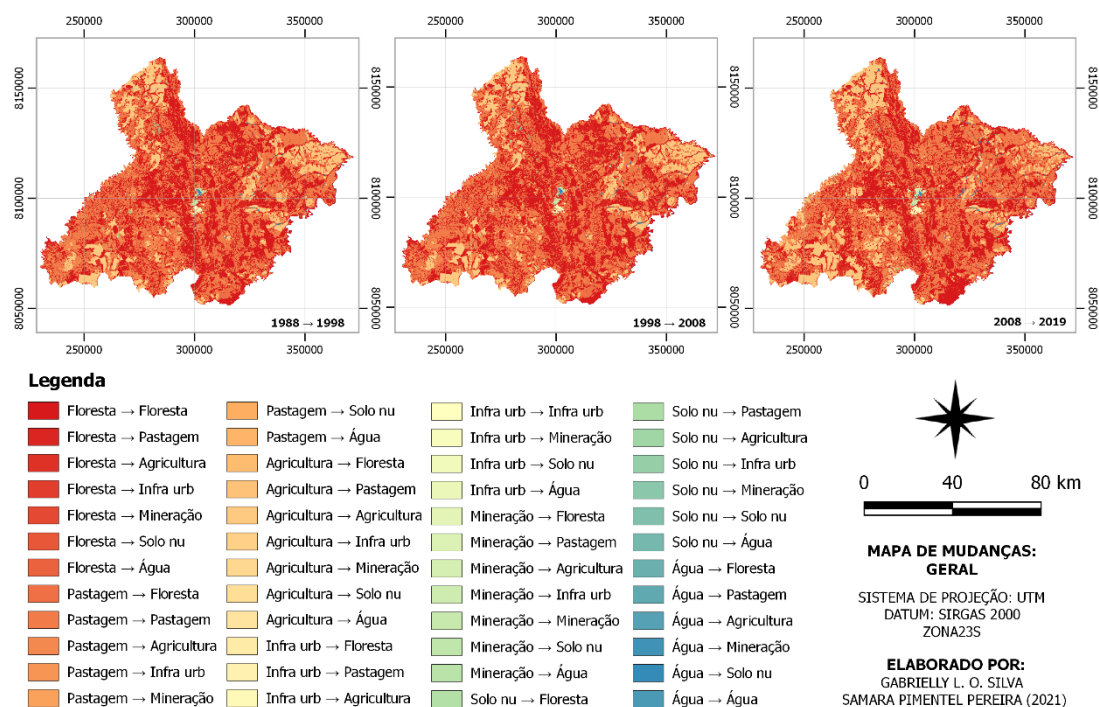 250000 300000 350000 250000 300000 350000 250000 300000 350000
8150000 8150000 8150000
8100000 8100000 8100000
8050000 8050000 8050000
1988 → 1998 1998 → 2008 2008 → 2019
250000 300000 350000 250000 300000 350000 250000 300000 350000
Legenda
Floresta → Floresta
Floresta → Pastagem
Floresta → Agricultura
Floresta → Infra urb
Floresta → Mineração
Floresta → Solo nu
Floresta → Água
Pastagem → Floresta
Pastagem → Pastagem
Pastagem → Agricultura
Pastagem → Infra urb
Pastagem → Mineração
Pastagem → Solo nu
Pastagem → Água
Agricultura → Floresta
Agricultura → Pastagem
Agricultura → Agricultura
Agricultura → Infra urb
Agricultura → Mineração
Agricultura → Solo nu
Agricultura → Água
Infra urb → Floresta
Infra urb → Pastagem
Infra urb → Agricultura
Infra urb → Infra urb
Infra urb → Mineração
Infra urb → Solo nu
Infra urb → Água
Mineração → Floresta
Mineração → Pastagem
Mineração → Agricultura
Mineração → Infra urb
Mineração → Mineração
Mineração → Solo nu
Mineração → Água
Solo nu → Floresta
Solo nu → Pastagem
Solo nu → Agricultura
Solo nu → Infra urb
Solo nu → Mineração
Solo nu → Solo nu
Solo nu → Água
Água → Floresta
Água → Pastagem
Água → Agricultura
Água → Mineração
Água → Solo nu
Água → Água
0 40 80 km
MAPA DE MUDANÇAS:
GERAL
SISTEMA DE PROJEÇÃO: UTM
DATUM: SIRGAS 2000
ZONA23S
ELABORADO POR:
GABRIELLY L. O. SILVA
SAMARA PIMENTEL PEREIRA (2021)